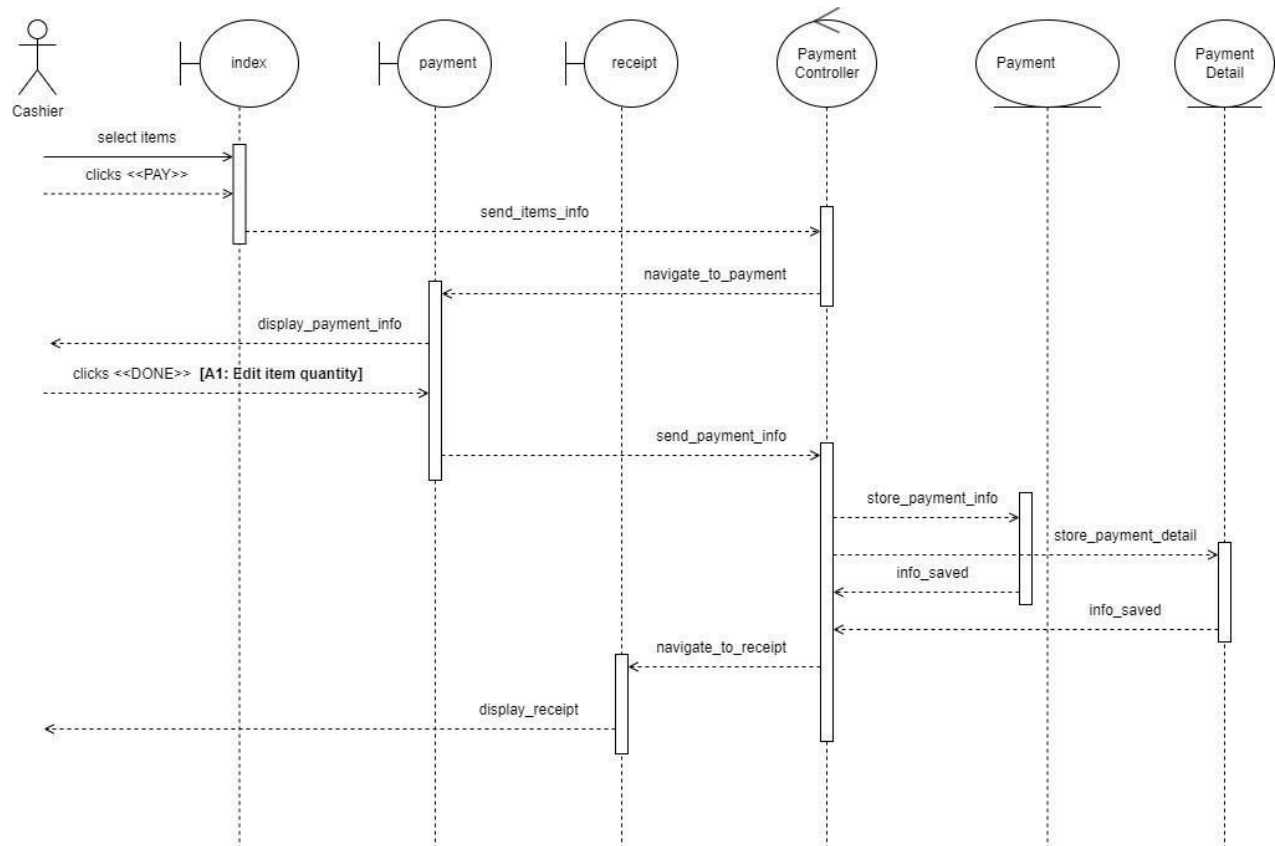 index
payment
receipt
Payment
Controller
Payment
Payment
Detail
Cashier
select items
clicks <<PAY>>
send_items_info
navigate_to_payment
display_payment_info
clicks <<DONE>> [A1: Edit item quantity]
send_payment_info
store_payment_info
store_payment_detail
info_saved
info_saved
navigate_to_receipt
display_receipt